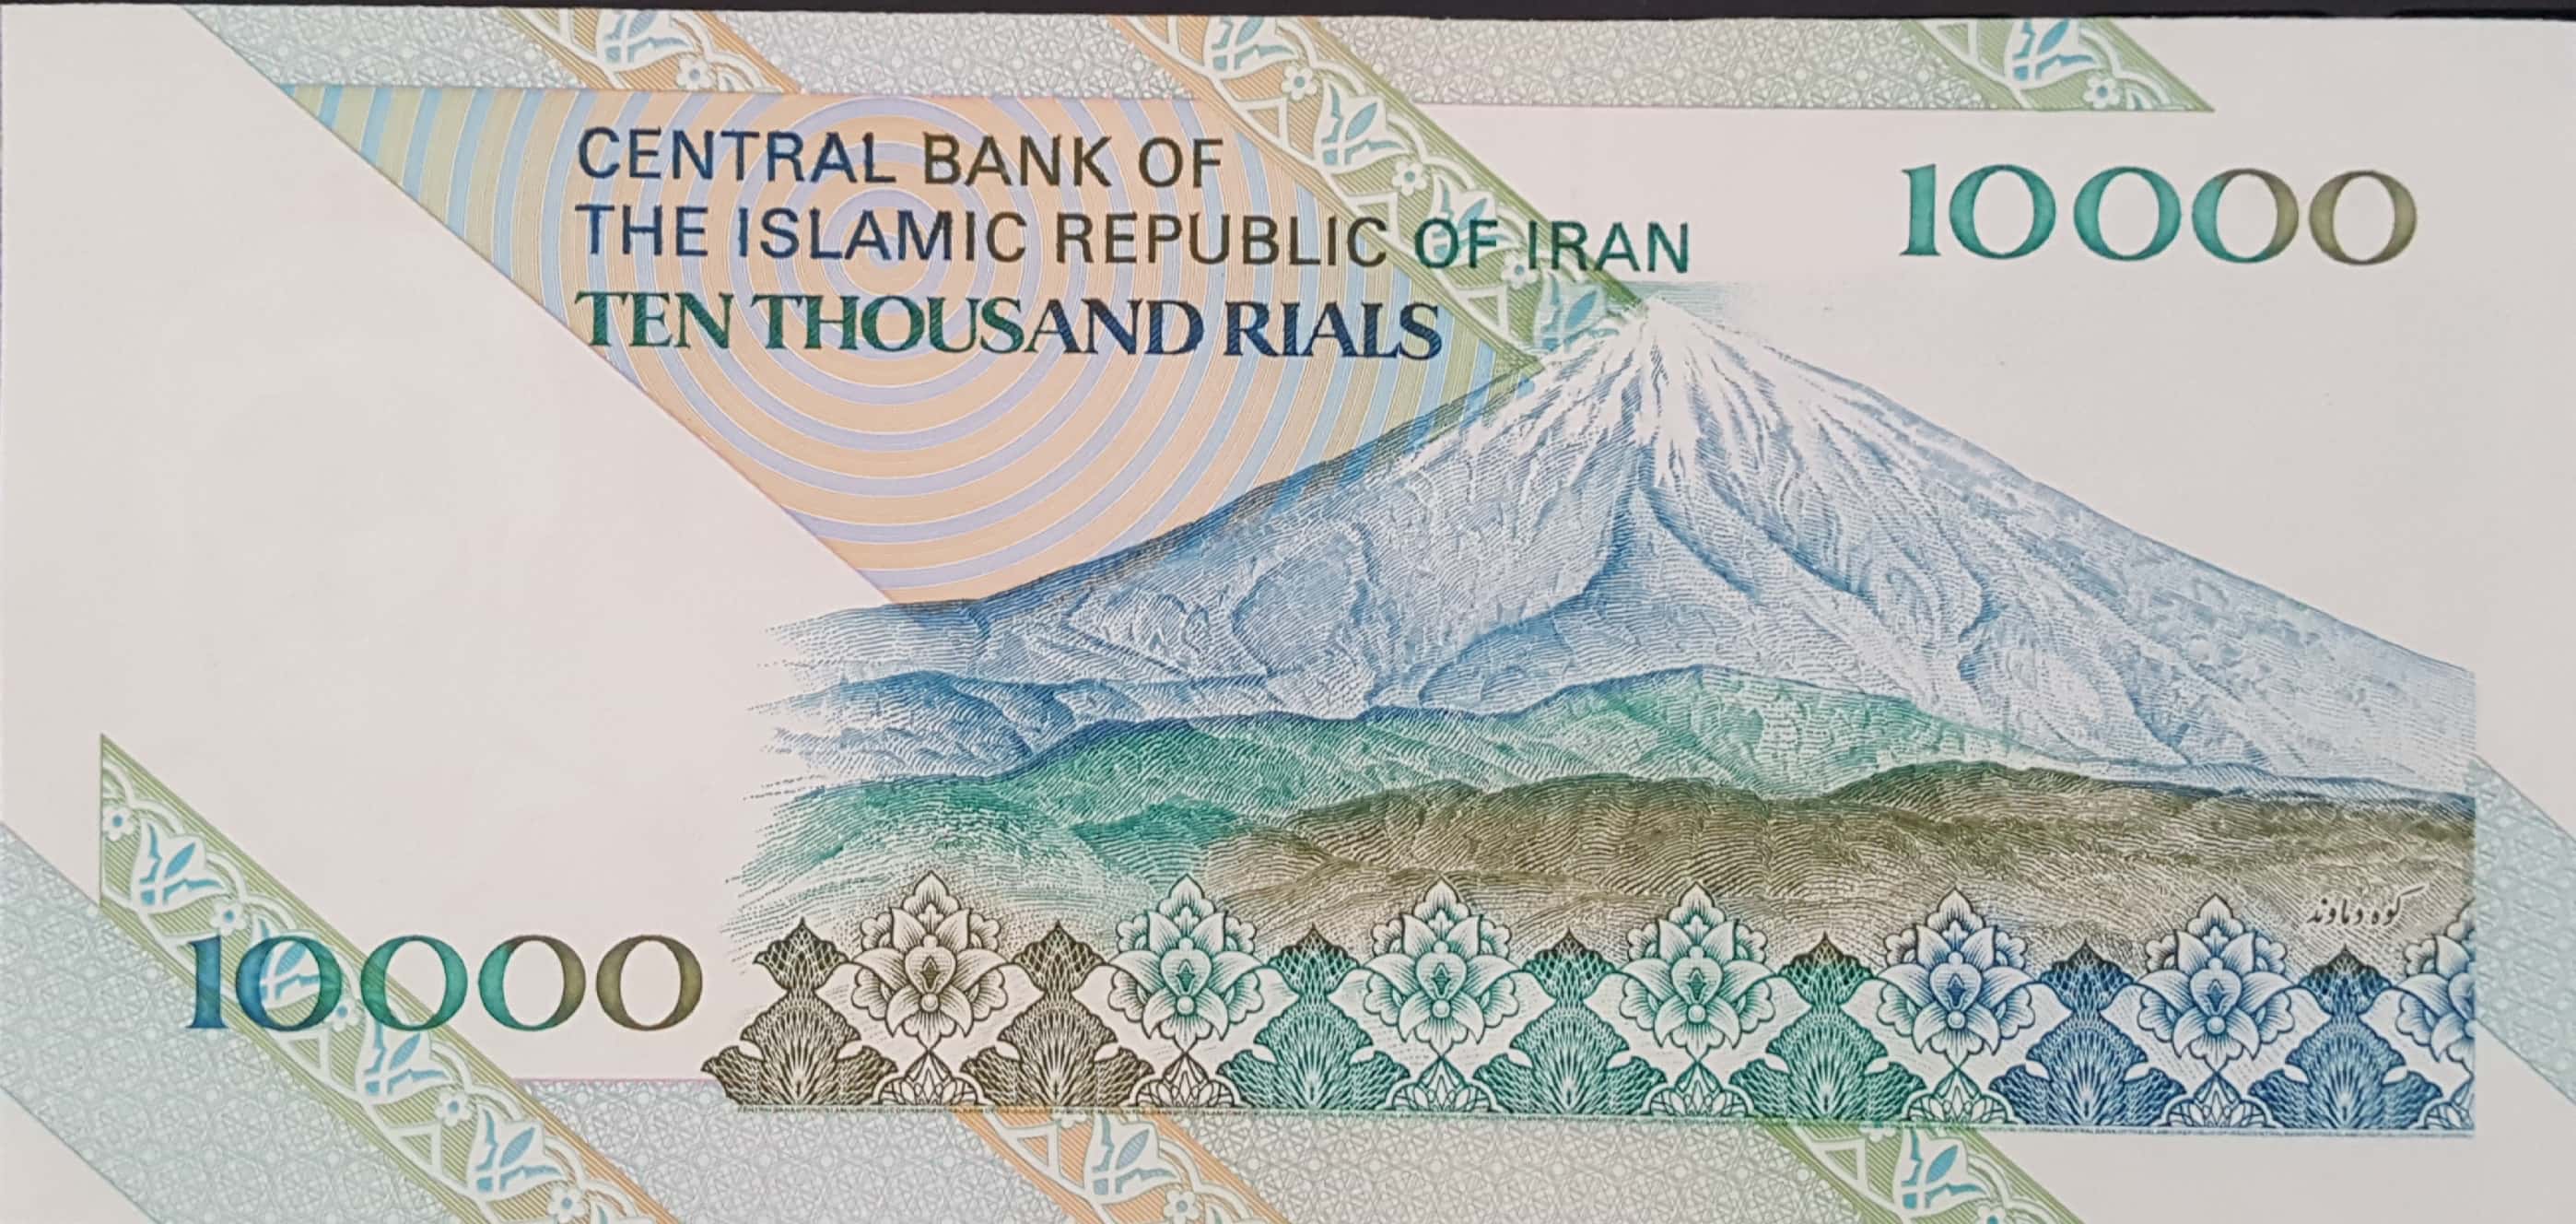 CENTRAL BANK OF
THE ISLAMIC REPUBLIC OF IRAN
TEN THOUSAND RIALS
10000
کوه دماوند
10000